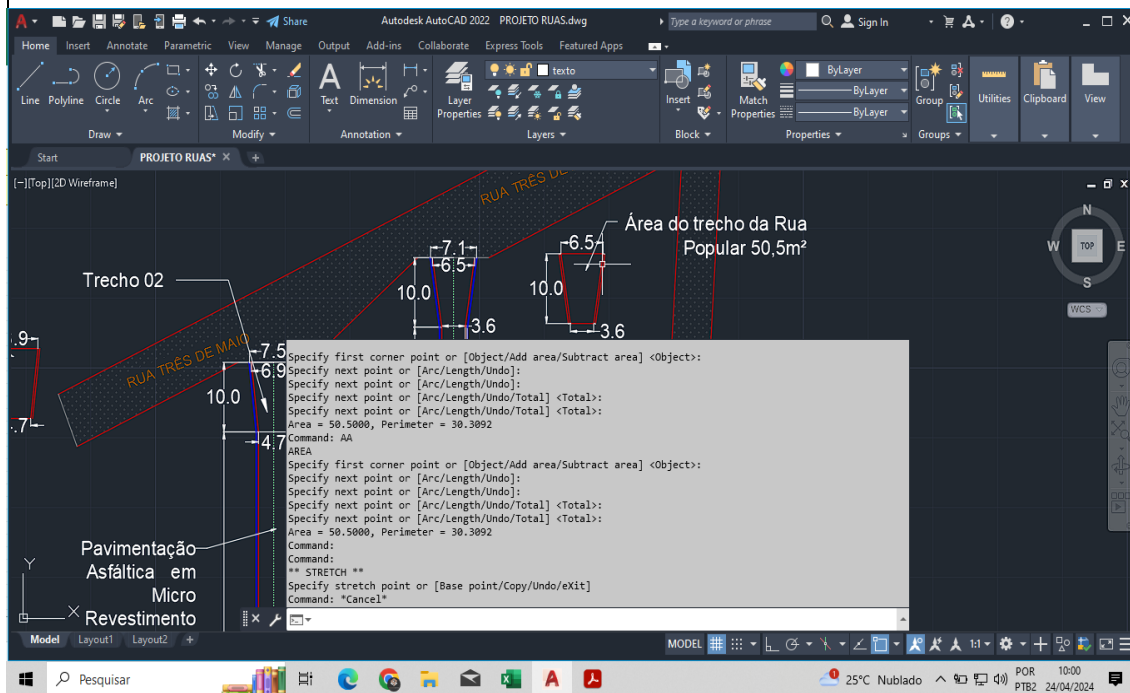 Share
Autodesk AutoCAD 2022 PROJETO RUAS.dwg
Type a keyword or phrase
Sign In
Home Insert Annotate Parametric View Manage Output Add-ins Collaborate Express Tools Featured Apps
Line Polyline Circle Arc
Text Dimension
Layer Properties
texto
Insert
Match Properties
ByLayer
ByLayer
ByLayer
Group
Utilities
Clipboard
View
Draw Modify Annotation Layers Block Properties Groups
Start PROJETO RUAS*
[−][Top][2D Wireframe]
RUA TRÊS DE
N
W TOP E
S
WCS
Área do trecho da Rua
Popular 50,5m²
7.1
6.5
6.5
Trecho 02
10.0
10.0
3.6
3.6
.9
7.5
RUA TRÊS DE MAIO
6.9
10.0
.7
4.7
Specify first corner point or [Object/Add area/Subtract area] <Object>:
Specify next point or [Arc/Length/Undo]:
Specify next point or [Arc/Length/Undo]:
Specify next point or [Arc/Length/Undo/Total] <Total>:
Specify next point or [Arc/Length/Undo/Total] <Total>:
Area = 50.5000, Perimeter = 30.3092
Command: AA
AREA
Specify first corner point or [Object/Add area/Subtract area] <Object>:
Specify next point or [Arc/Length/Undo]:
Specify next point or [Arc/Length/Undo]:
Specify next point or [Arc/Length/Undo/Total] <Total>:
Specify next point or [Arc/Length/Undo/Total] <Total>:
Area = 50.5000, Perimeter = 30.3092
Command:
Command:
** STRETCH **
Specify stretch point or [Base point/Copy/Undo/eXit]
Command: *Cancel*
Pavimentação
Asfáltica em
Micro
Revestimento
Y
X
Model Layout1 Layout2 +
MODEL
1:1
Pesquisar
25°C Nublado
POR
PTB2
10:00
24/04/2024